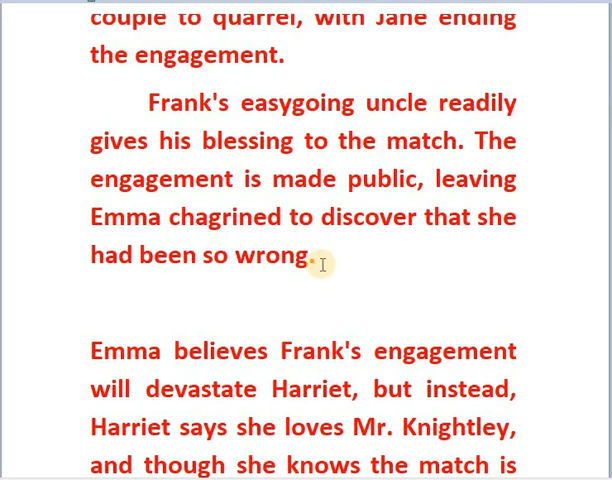 couple to quarrel, with Jane ending
the engagement.
Frank's easygoing uncle readily
gives his blessing to the match. The
engagement is made public, leaving
Emma chagrined to discover that she
had been so wrong.
Emma believes Frank's engagement
will devastate Harriet, but instead,
Harriet says she loves Mr. Knightley,
and though she knows the match is